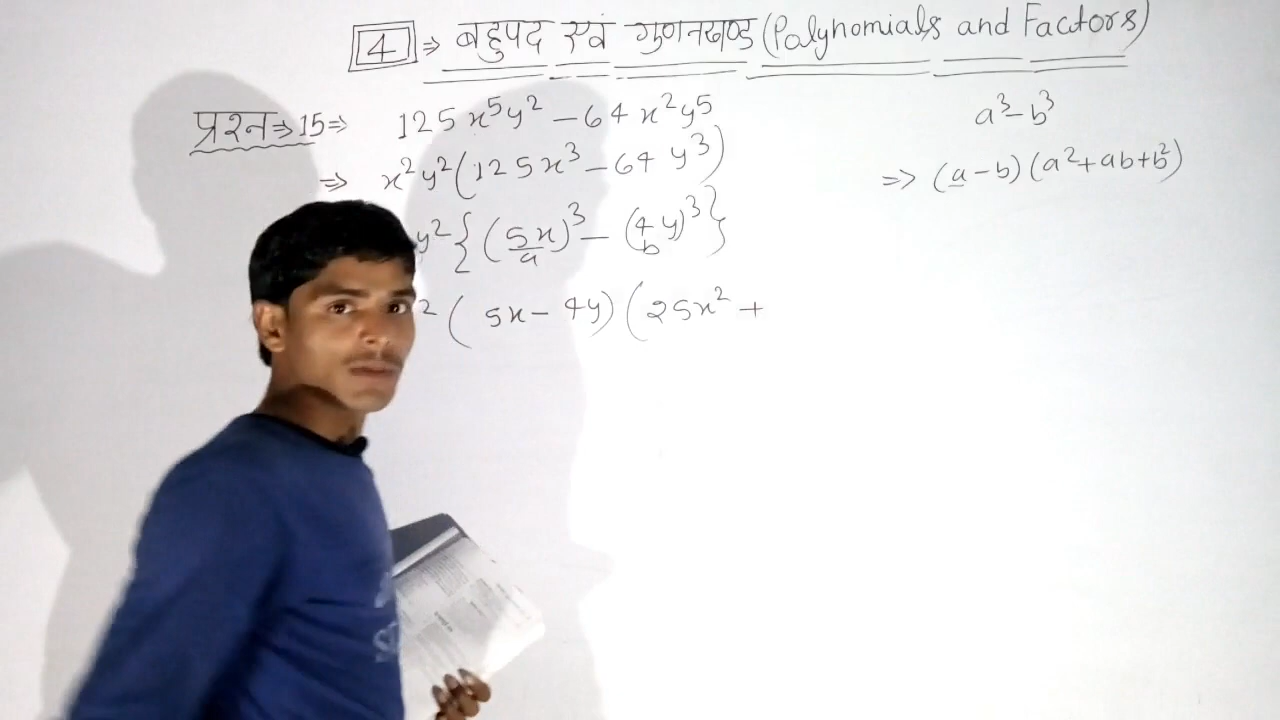 4 ⇒ बहुपद एवं गुणनखण्ड (Polynomials and Factors)
प्रश्न ⇒ 15 ⇒ 125x⁵y² − 64x²y⁵
⇒ x²y² (125x³ − 64y³)
y² { (5x)³ − (4y)³ }
a b
² (5x − 4y) (25x² +
a³ − b³
⇒ (a − b) (a² + ab + b²)